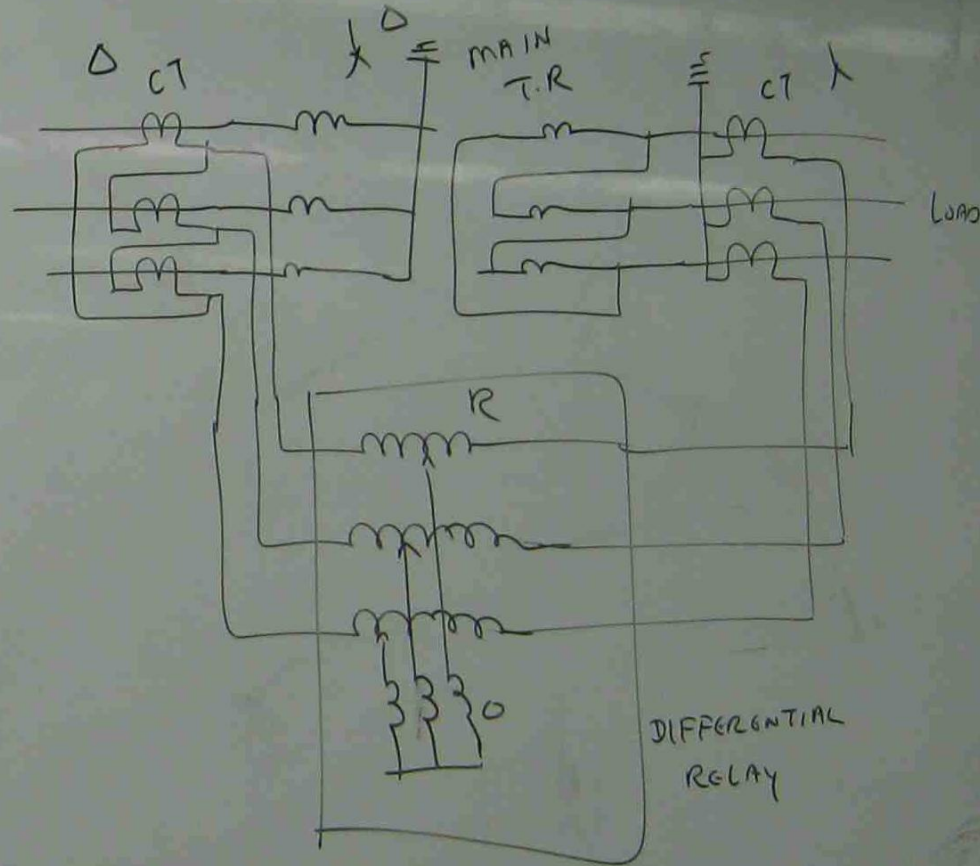 Δ CT
Y Δ
MAIN
T.R
CT Y
LOAD
R
O
DIFFERENTIAL
RELAY